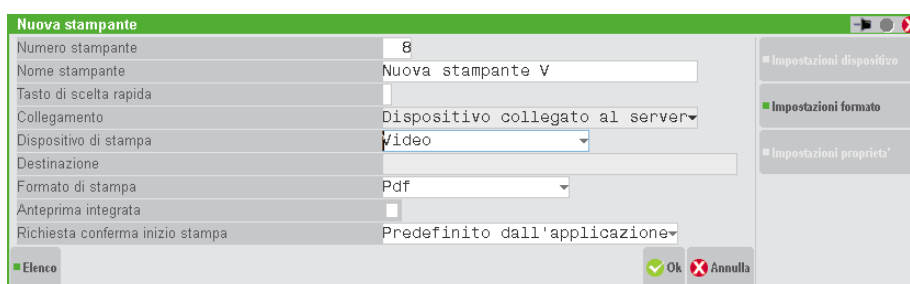 Nuova stampante
Numero stampante 8
Nome stampante Nuova stampante V
Tasto di scelta rapida
Collegamento Dispositivo collegato al server
Dispositivo di stampa Video
Destinazione
Formato di stampa Pdf
Anteprima integrata
Richiesta conferma inizio stampa Predefinito dall'applicazione
Impostazioni dispositivo
Impostazioni formato
Impostazioni proprieta'
Elenco Ok Annulla